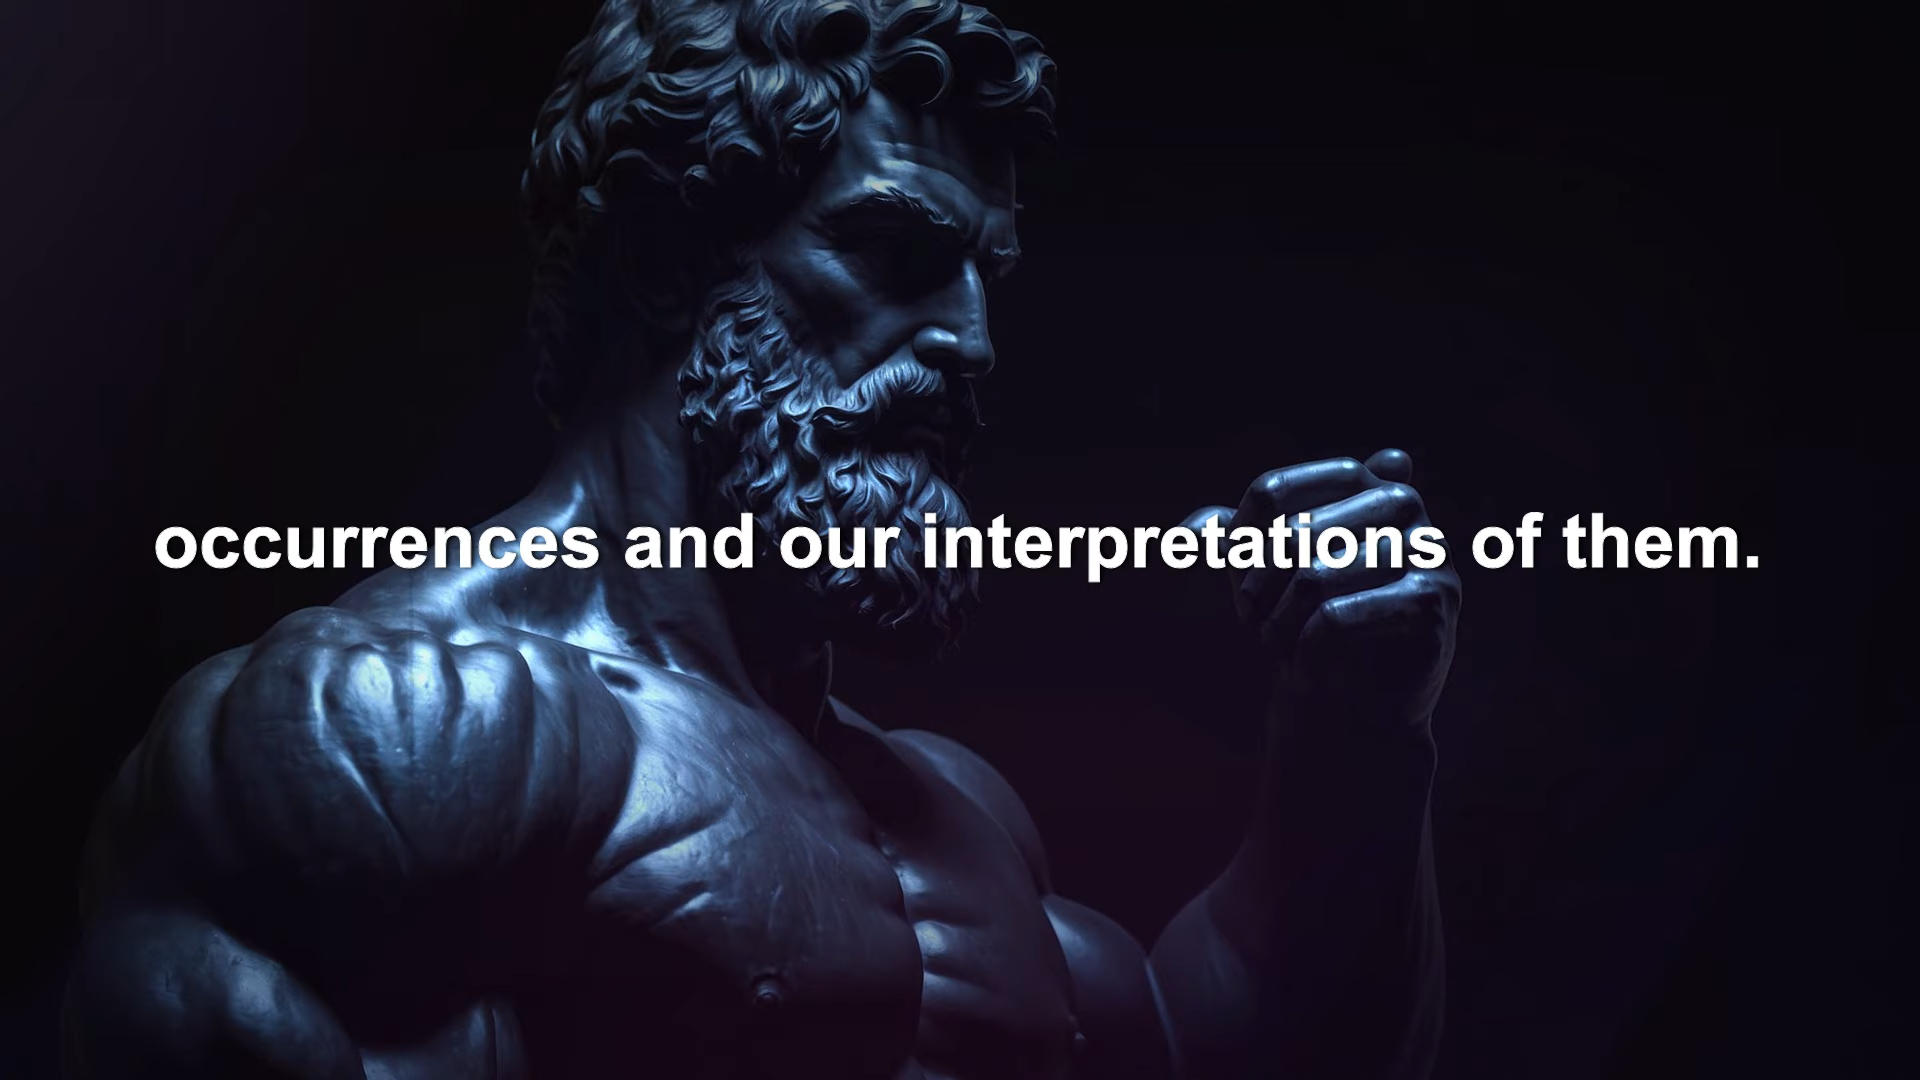 occurrences and our interpretations of them.